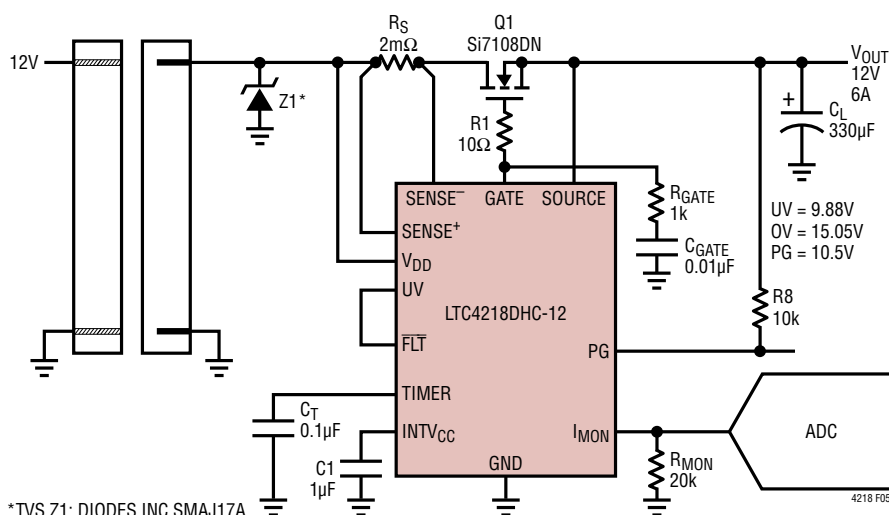 RS
2mΩ
Q1
Si7108DN
12V
Z1*
VOUT
12V
6A
+
CL
330µF
R1
10Ω
SENSE–
GATE
SOURCE
RGATE
1k
UV = 9.88V
OV = 15.05V
PG = 10.5V
SENSE+
CGATE
0.01µF
VDD
UV
LTC4218DHC-12
R8
10k
FLT
PG
TIMER
CT
0.1µF
INTVCC
IMON
ADC
C1
1µF
GND
RMON
20k
*TVS Z1: DIODES INC SMAJ17A
4218 F05